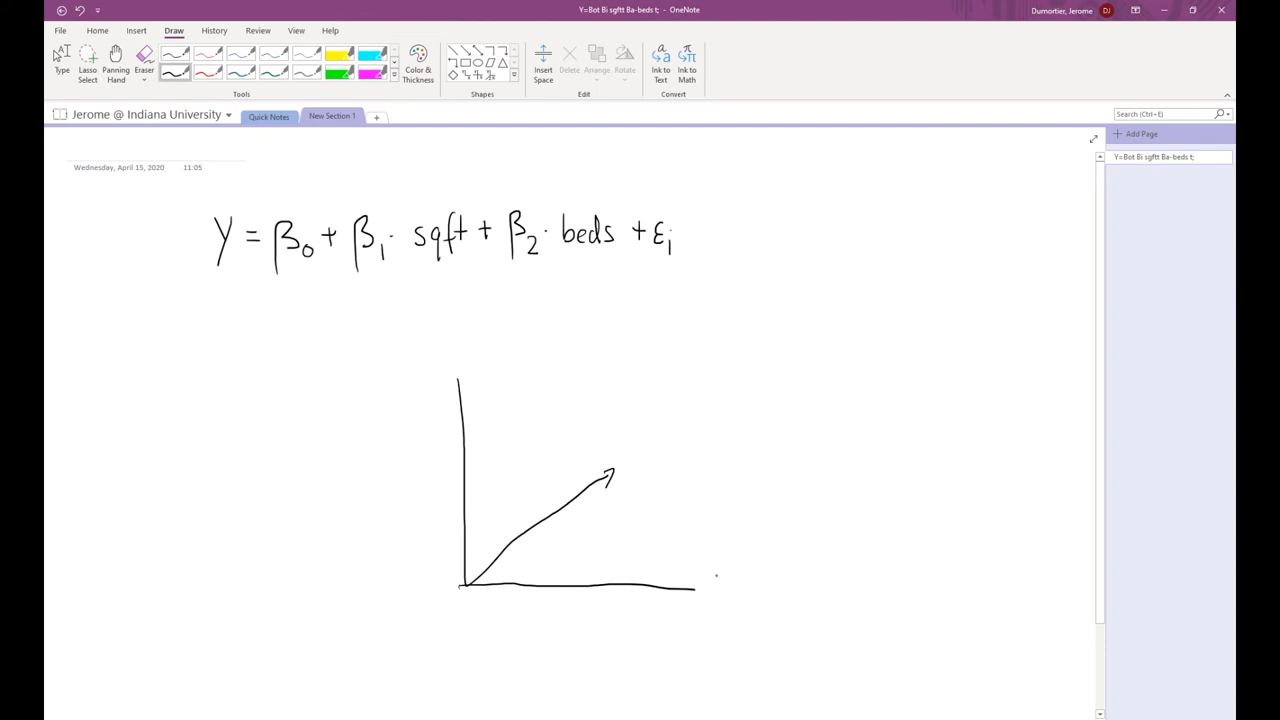 Y=Bot Bi sgftt Ba-beds t; - OneNote
Dumortier, Jerome DJ
File Home Insert Draw History Review View Help
Type
Lasso Select
Panning Hand
Eraser
Color & Thickness
Insert Space
Delete
Arrange
Rotate
Ink to Text
Ink to Math
Tools
Shapes
Edit
Convert
Jerome @ Indiana University
Quick Notes
New Section 1
Search (Ctrl+E)
Add Page
Y=Bot Bi sgftt Ba-beds t;
Wednesday, April 15, 2020 11:05
Y = β₀ + β₁· sqft + β₂· beds + εᵢ